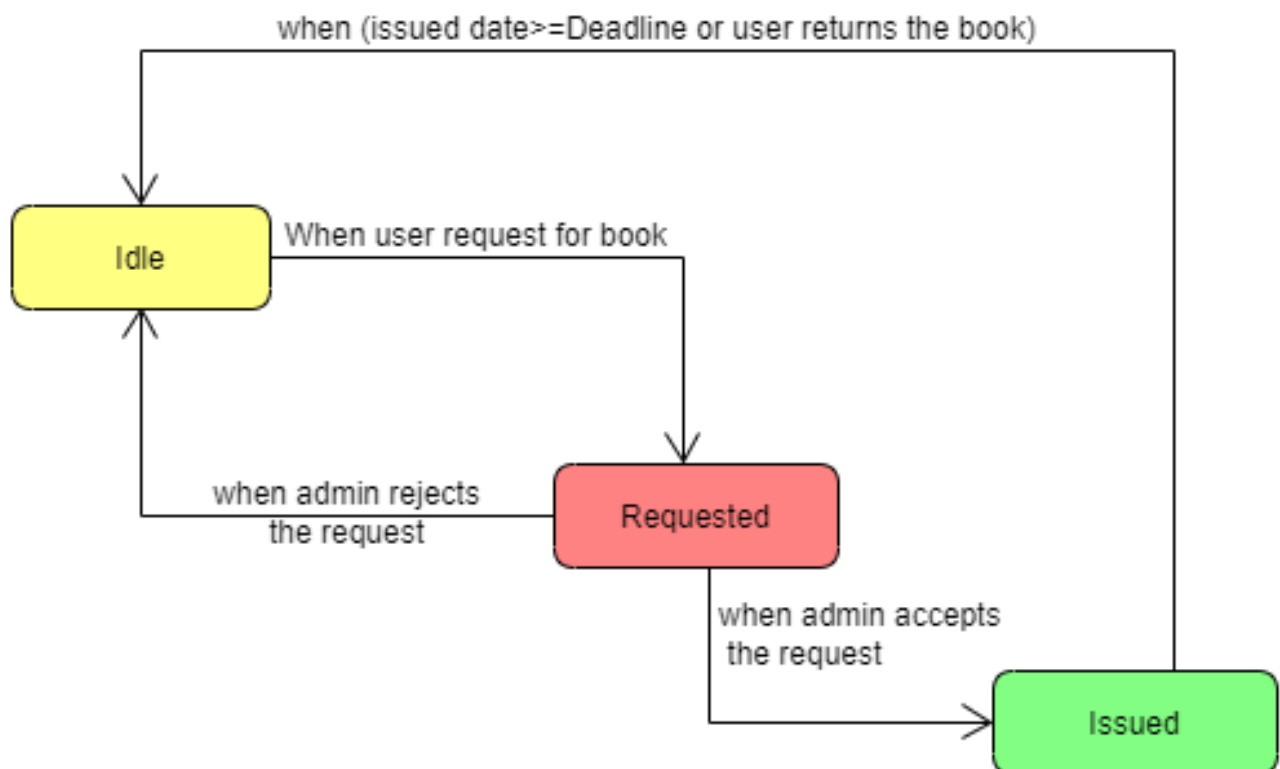 when (issued date>=Deadline or user returns the book)
Idle
When user request for book
when admin rejects
the request
Requested
when admin accepts
the request
Issued